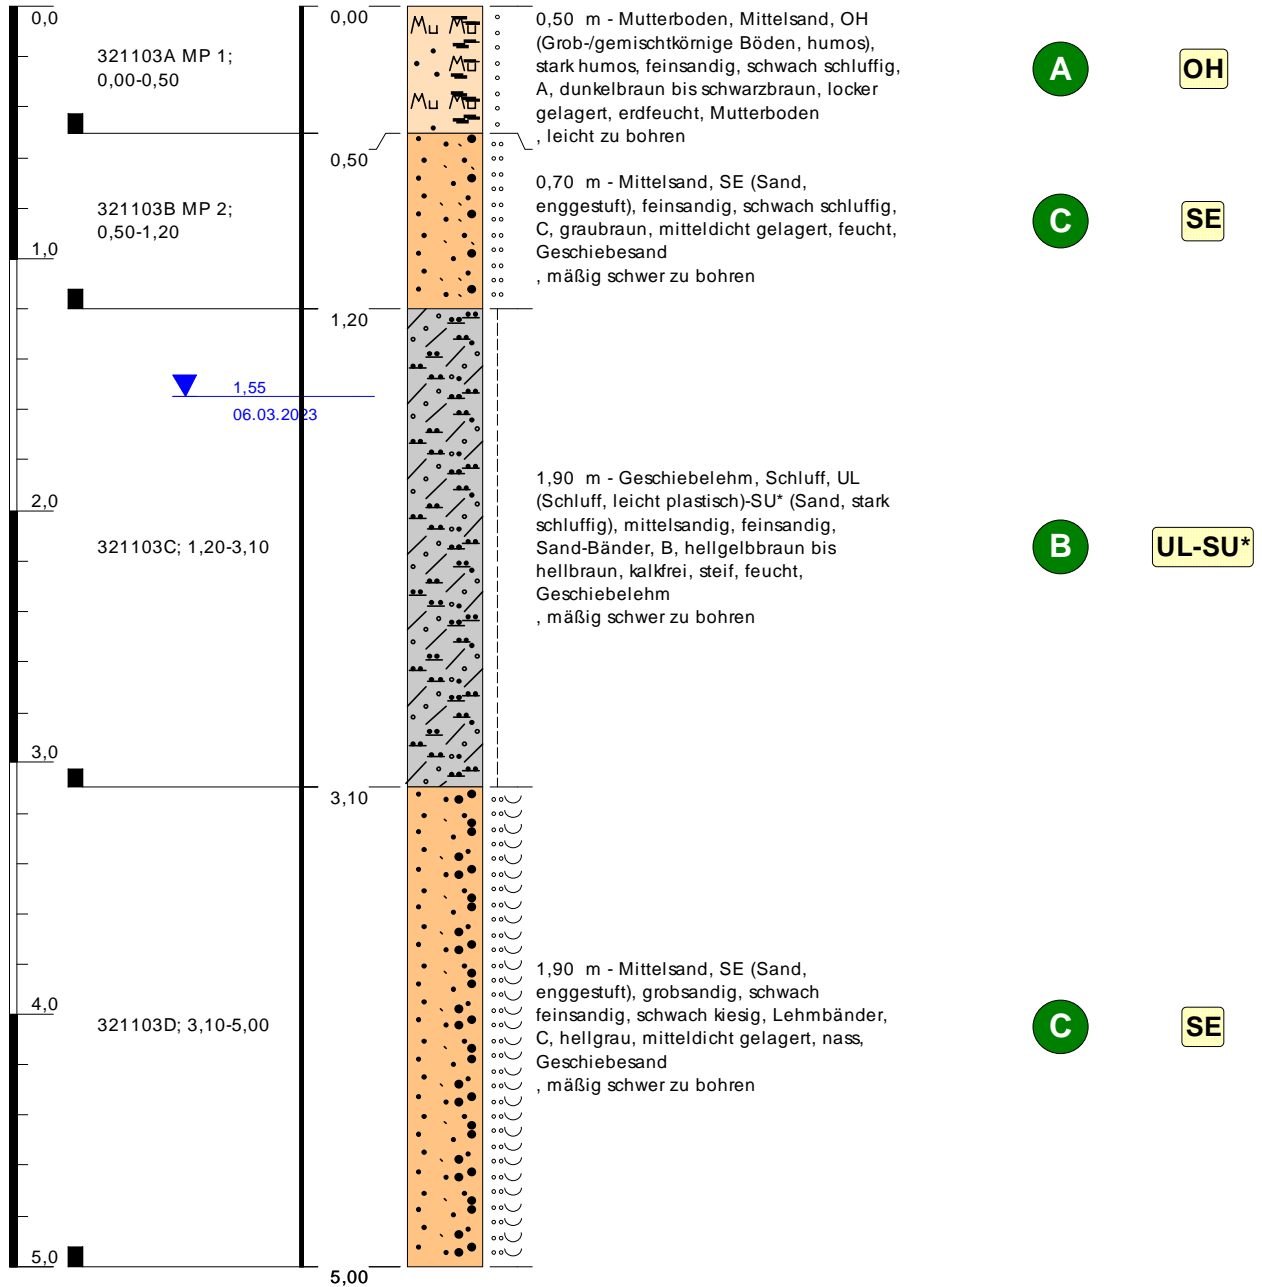 0,0
321103A MP 1;
0,00-0,50
0,00
0,50 m - Mutterboden, Mittelsand, OH
(Grob-/gemischtkörnige Böden, humos),
stark humos, feinsandig, schwach schluffig,
A, dunkelbraun bis schwarzbraun, locker
gelagert, erdfeucht, Mutterboden
, leicht zu bohren
A
OH
Mu Mu
Mu
Mu Mu
0,50
321103B MP 2;
0,50-1,20
0,70 m - Mittelsand, SE (Sand,
enggestuft), feinsandig, schwach schluffig,
C, graubraun, mitteldicht gelagert, feucht,
Geschiebesand
, mäßig schwer zu bohren
C
SE
1,0
1,20
1,55
06.03.2023
2,0
321103C; 1,20-3,10
1,90 m - Geschiebelehm, Schluff, UL
(Schluff, leicht plastisch)-SU* (Sand, stark
schluffig), mittelsandig, feinsandig,
Sand-Bänder, B, hellgelbbraun bis
hellbraun, kalkfrei, steif, feucht,
Geschiebelehm
, mäßig schwer zu bohren
B
UL-SU*
3,0
3,10
4,0
321103D; 3,10-5,00
1,90 m - Mittelsand, SE (Sand,
enggestuft), grobsandig, schwach
feinsandig, schwach kiesig, Lehmbänder,
C, hellgrau, mitteldicht gelagert, nass,
Geschiebesand
, mäßig schwer zu bohren
C
SE
5,0
5,00